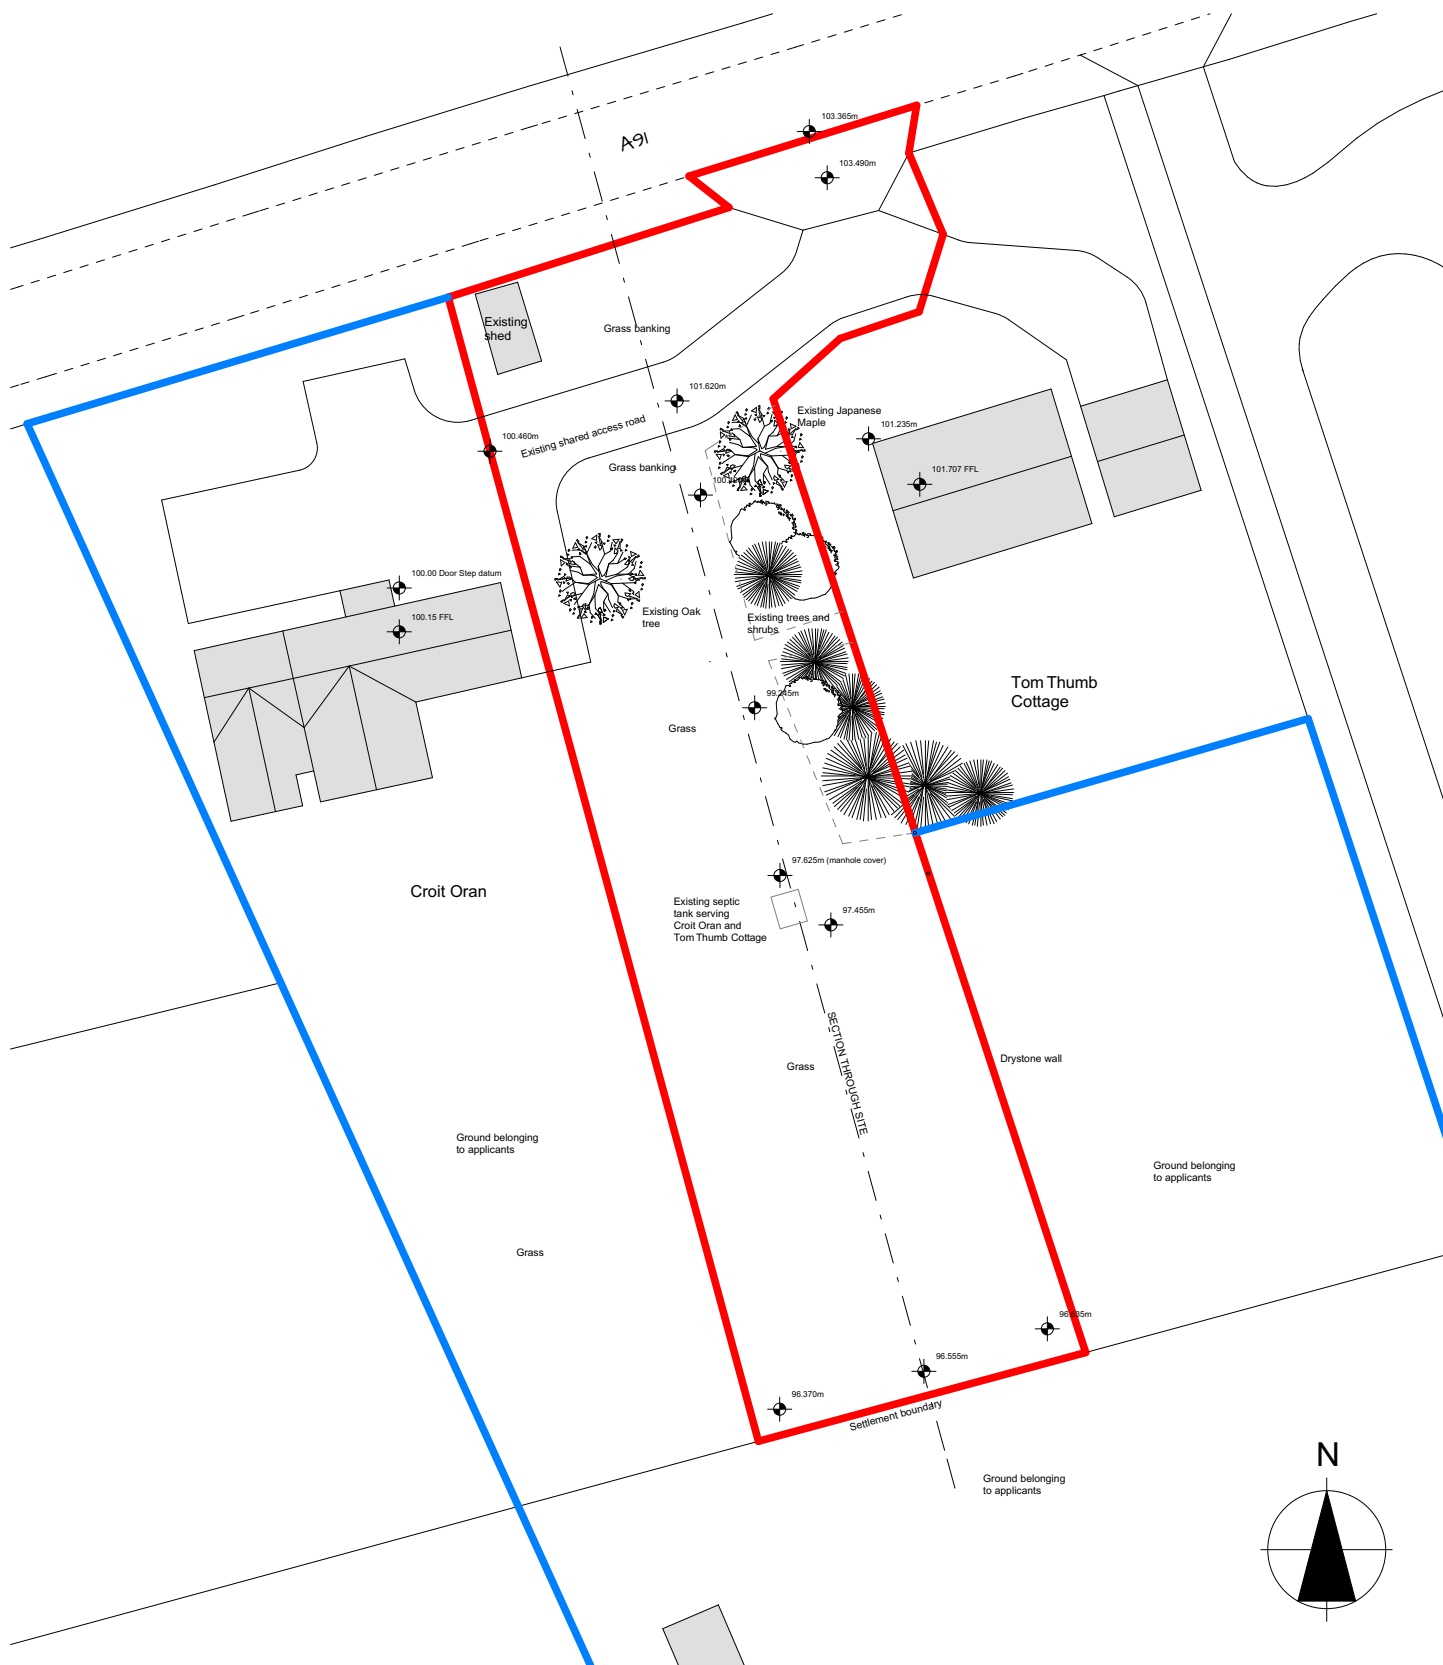 A91
103.365m
103.490m
Existing
shed
Grass banking
101.620m
Existing Japanese
Maple
Existing shared access road
100.460m
101.235m
Grass banking
101.707 FFL
100.00 Door Step datum
100.15 FFL
Existing Oak
tree
Existing trees and
shrubs
Tom Thumb
Cottage
99.245m
Grass
97.625m (manhole cover)
Croit Oran
Existing septic
tank serving
Croit Oran and
Tom Thumb Cottage
97.455m
SECTION THROUGH SITE
Grass
Drystone wall
Ground belonging
to applicants
Ground belonging
to applicants
Grass
96.555m
96.370m
Settlement boundary
Ground belonging
to applicants
N